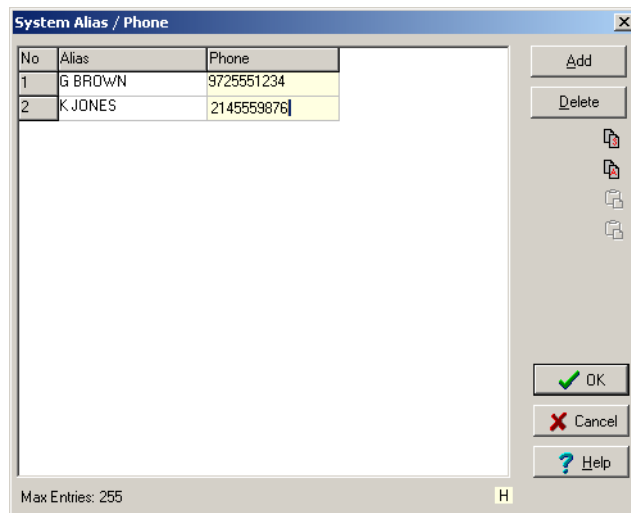 System Alias / Phone
No Alias Phone
1 G BROWN 9725551234
2 K JONES 2145559876
Add
Delete
OK
Cancel
? Help
Max Entries: 255 H